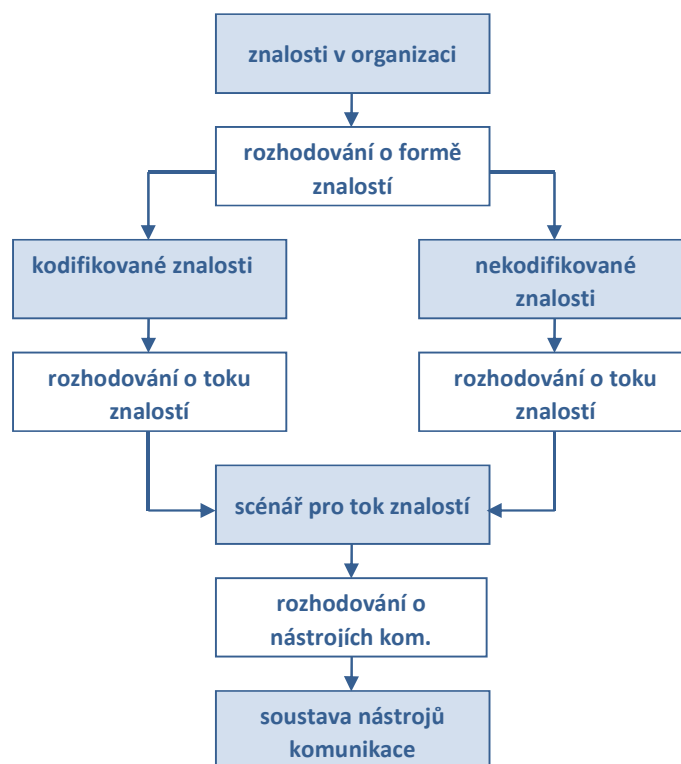 znalosti v organizaci
rozhodování o formě
znalostí
kodifikované znalosti
nekodifikované
znalosti
rozhodování o toku
znalostí
rozhodování o toku
znalostí
scénář pro tok znalostí
rozhodování o
nástrojích kom.
soustava nástrojů
komunikace